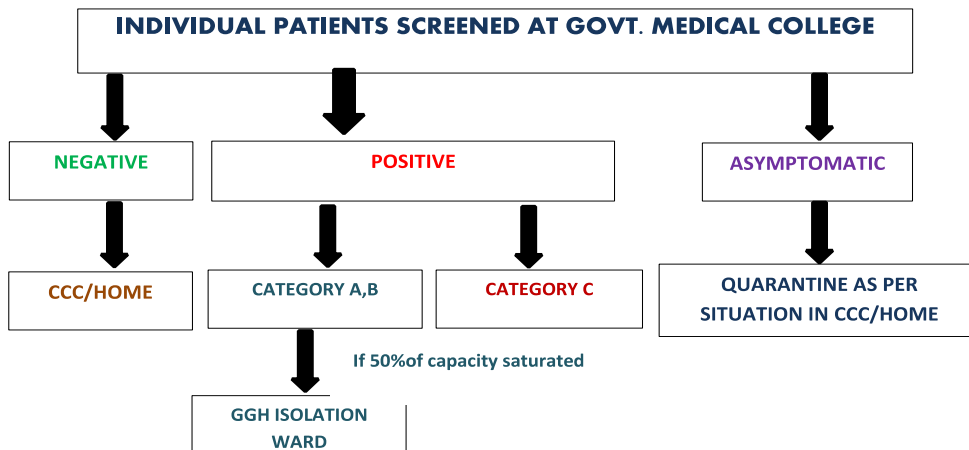 INDIVIDUAL PATIENTS SCREENED AT GOVT. MEDICAL COLLEGE
NEGATIVE
POSITIVE
ASYMPTOMATIC
CCC/HOME
CATEGORY A,B
CATEGORY C
QUARANTINE AS PER
SITUATION IN CCC/HOME
If 50%of capacity saturated
GGH ISOLATION
WARD